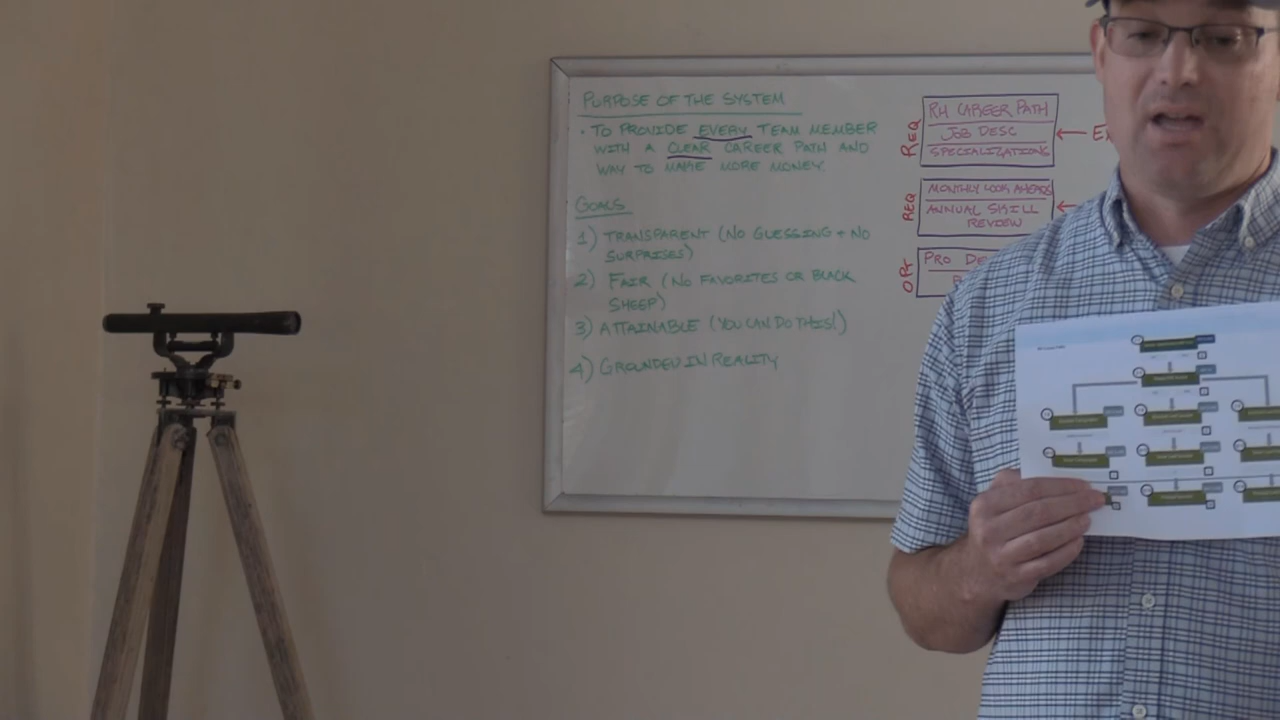 PURPOSE OF THE SYSTEM
• TO PROVIDE EVERY TEAM MEMBER
WITH A CLEAR CAREER PATH AND
WAY TO MAKE MORE MONEY.
GOALS
1) TRANSPARENT (NO GUESSING + NO
SURPRISES)
2) FAIR (NO FAVORITES OR BLACK
SHEEP)
3) ATTAINABLE (YOU CAN DO THIS!)
4) GROUNDED IN REALITY
REQ
RH CAREER PATH
JOB DESC
SPECIALIZATIONS
REQ
MONTHLY LOOK AHEADS
ANNUAL SKILL
REVIEW
OPT
PRO DE